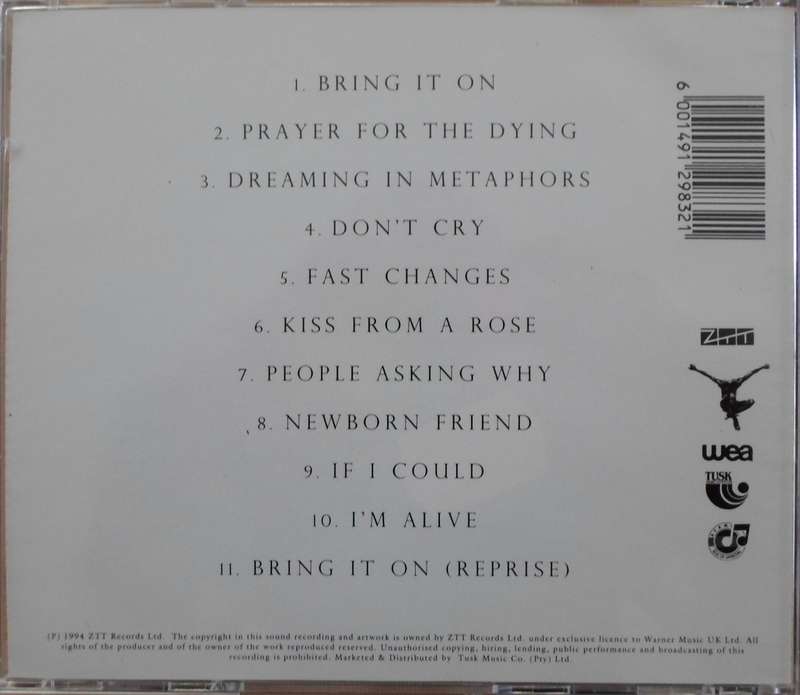 1. BRING IT ON
2. PRAYER FOR THE DYING
3. DREAMING IN METAPHORS
4. DON'T CRY
5. FAST CHANGES
6. KISS FROM A ROSE
7. PEOPLE ASKING WHY
8. NEWBORN FRIEND
9. IF I COULD
10. I'M ALIVE
11. BRING IT ON (REPRISE)
6 001491 298321
ZTT
wea
TUSK
(P) 1994 ZTT Records Ltd. The copyright in this sound recording and artwork is owned by ZTT Records Ltd. under exclusive licence to Warner Music UK Ltd. All
rights of the producer and of the owner of the work reproduced reserved. Unauthorised copying, hiring, lending, public performance and broadcasting of this
recording is prohibited. Marketed & Distributed by Tusk Music Co. (Pty) Ltd.